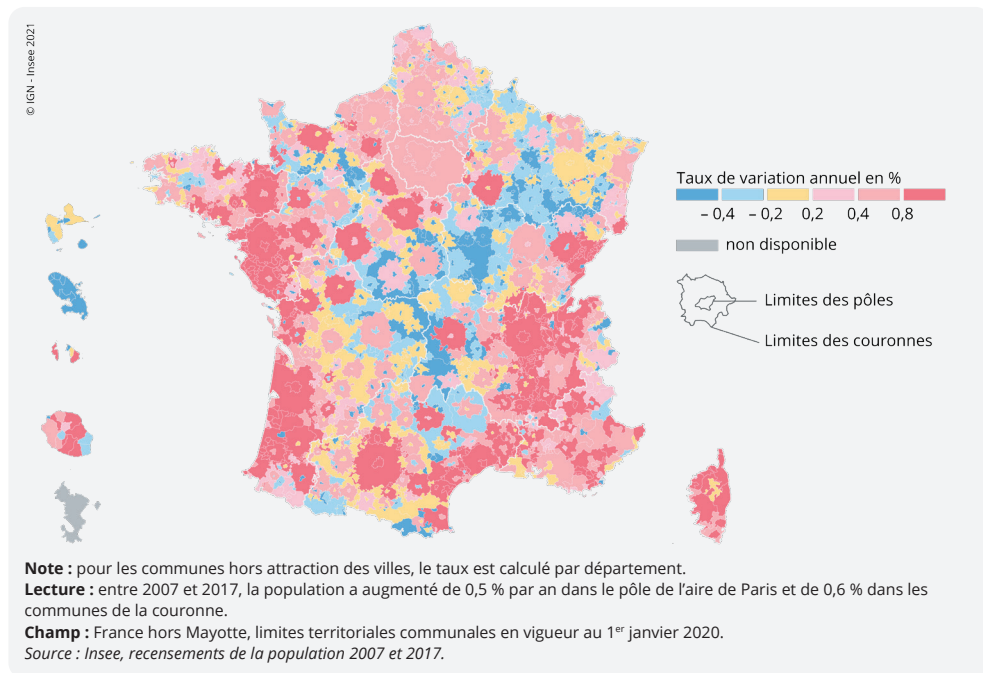 © IGN - Insee 2021
Taux de variation annuel en %
– 0,4 – 0,2 0,2 0,4 0,8
non disponible
Limites des pôles
Limites des couronnes
Note : pour les communes hors attraction des villes, le taux est calculé par département.
Lecture : entre 2007 et 2017, la population a augmenté de 0,5 % par an dans le pôle de l’aire de Paris et de 0,6 % dans les
communes de la couronne.
Champ : France hors Mayotte, limites territoriales communales en vigueur au 1er janvier 2020.
Source : Insee, recensements de la population 2007 et 2017.